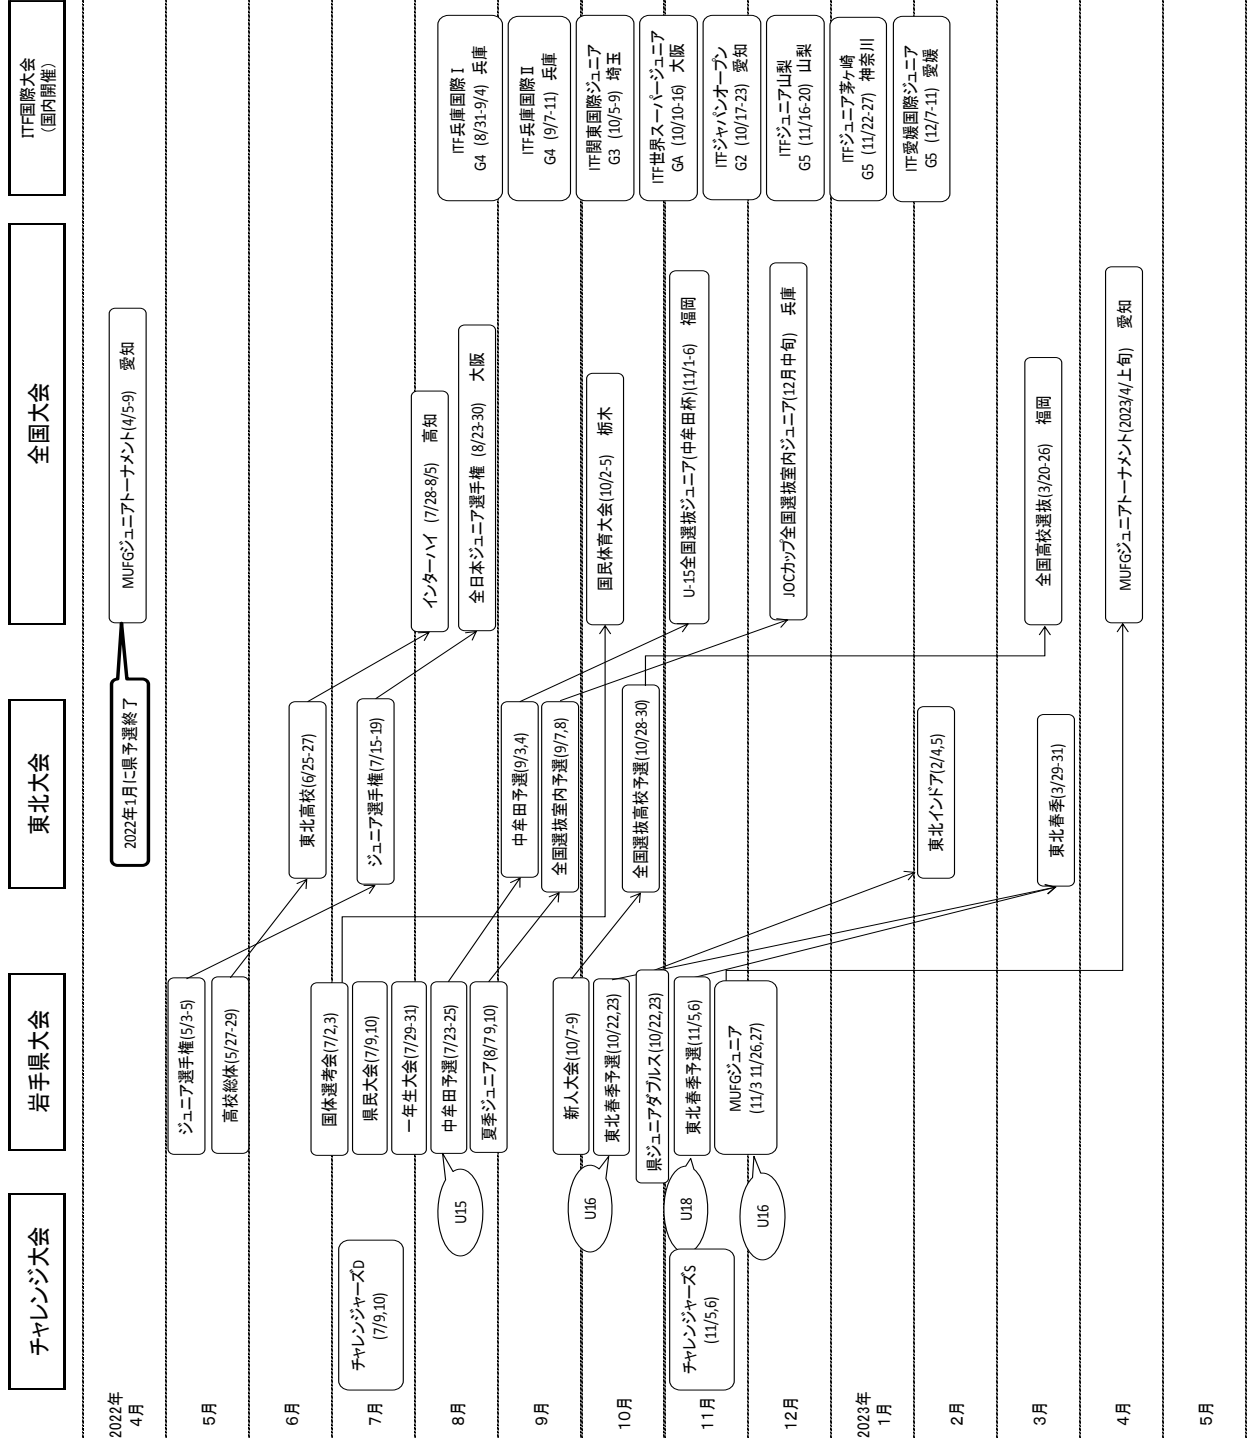 チャレンジ大会
岩手県大会
東北大会
全国大会
ITF国際大会
（国内開催）
2022年
4月
2022年1月に県予選終了
MUFGジュニアトーナメント(4/5-9)　愛知
5月
ジュニア選手権(5/3-5)
高校総体(5/27-29)
6月
東北高校(6/25-27)
7月
チャレンジャーズD
(7/9,10)
国体選考会(7/2,3)
県民大会(7/9,10)
一年生大会(7/29-31)
ジュニア選手権(7/15-19)
8月
U15
中牟田予選(7/23-25)
夏季ジュニア(8/7 9,10)
インターハイ (7/28-8/5)　高知
全日本ジュニア選手権 (8/23-30)　大阪
ITF兵庫国際Ⅰ
G4 (8/31-9/4) 兵庫
9月
中牟田予選(9/3,4)
全国選抜室内予選(9/7,8)
ITF兵庫国際Ⅱ
G4 (9/7-11) 兵庫
10月
新人大会(10/7-9)
U16
東北春季予選(10/22,23)
県ジュニアダブルス(10/22,23)
全国選抜高校予選(10/28-30)
国民体育大会(10/2-5)　栃木
ITF関東国際ジュニア
G3 (10/5-9) 埼玉
ITF世界スーパージュニア
GA (10/10-16) 大阪
11月
チャレンジャーズS
(11/5,6)
U18
東北春季予選(11/5,6)
MUFGジュニア
(11/3 11/26,27)
U-15全国選抜ジュニア(中牟田杯)(11/1-6)　福岡
ITFジャパンオープン
G2 (10/17-23) 愛知
12月
U16
JOCカップ全国選抜室内ジュニア(12月中旬)　兵庫
ITFジュニア山梨
G5 (11/16-20) 山梨
2023年
1月
ITFジュニア茅ヶ崎
G5 (11/22-27) 神奈川
ITF愛媛国際ジュニア
G5 (12/7-11) 愛媛
2月
東北インドア(2/4,5)
3月
東北春季(3/29-31)
全国高校選抜(3/20-26)　福岡
4月
MUFGジュニアトーナメント(2023/4/上旬)　愛知
5月